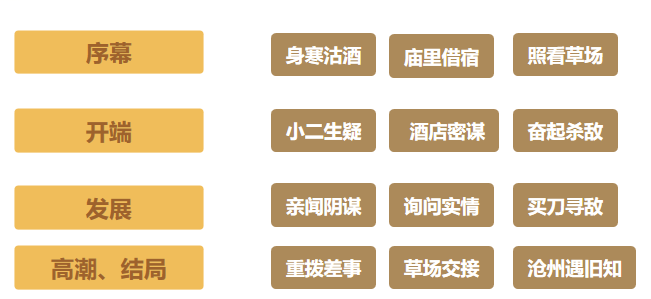 序幕 身寒沽酒 庙里借宿 照看草场
开端 小二生疑 酒店密谋 奋起杀敌
发展 亲闻阴谋 询问实情 买刀寻敌
高潮、结局 重拨差事 草场交接 沧州遇旧知